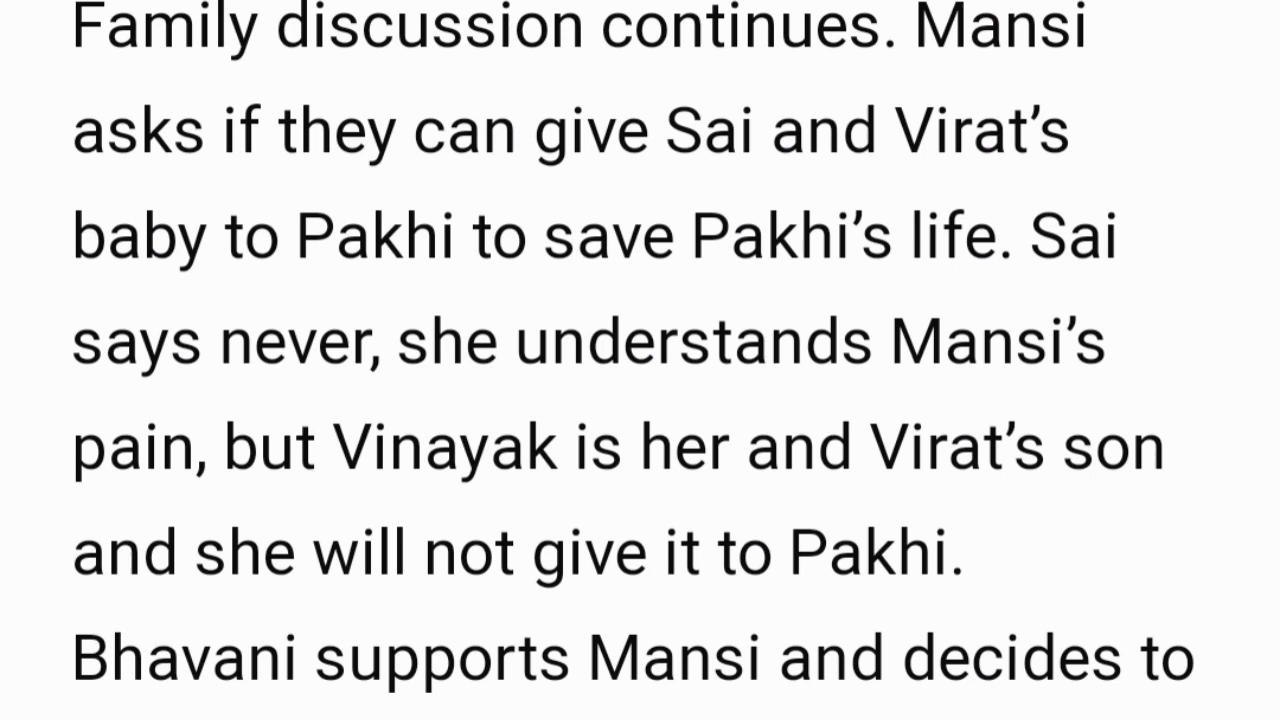 Family discussion continues. Mansi
asks if they can give Sai and Virat’s
baby to Pakhi to save Pakhi’s life. Sai
says never, she understands Mansi’s
pain, but Vinayak is her and Virat’s son
and she will not give it to Pakhi.
Bhavani supports Mansi and decides to